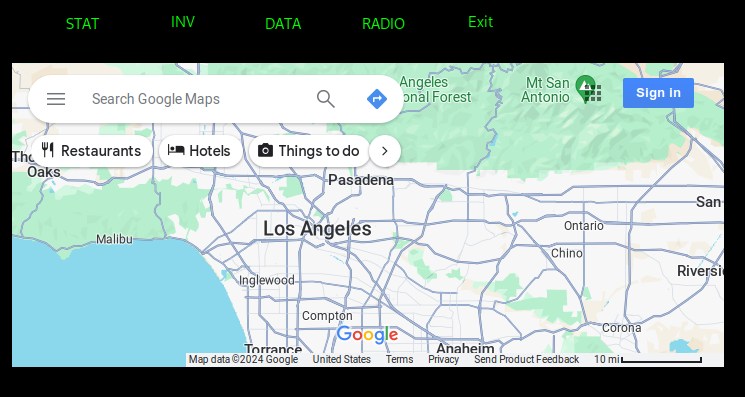 STAT INV DATA RADIO Exit
Search Google Maps
Angeles
onal Forest
Mt San
Antonio
Sign In
Restaurants Hotels Things to do
Tho
Oaks
Pasadena
San
Los Angeles
Ontario
Malibu
Chino
Riversi
Inglewood
Compton
Corona
Google
Torrance
Anaheim
Map data ©2024 Google United States Terms Privacy Send Product Feedback 10 mi